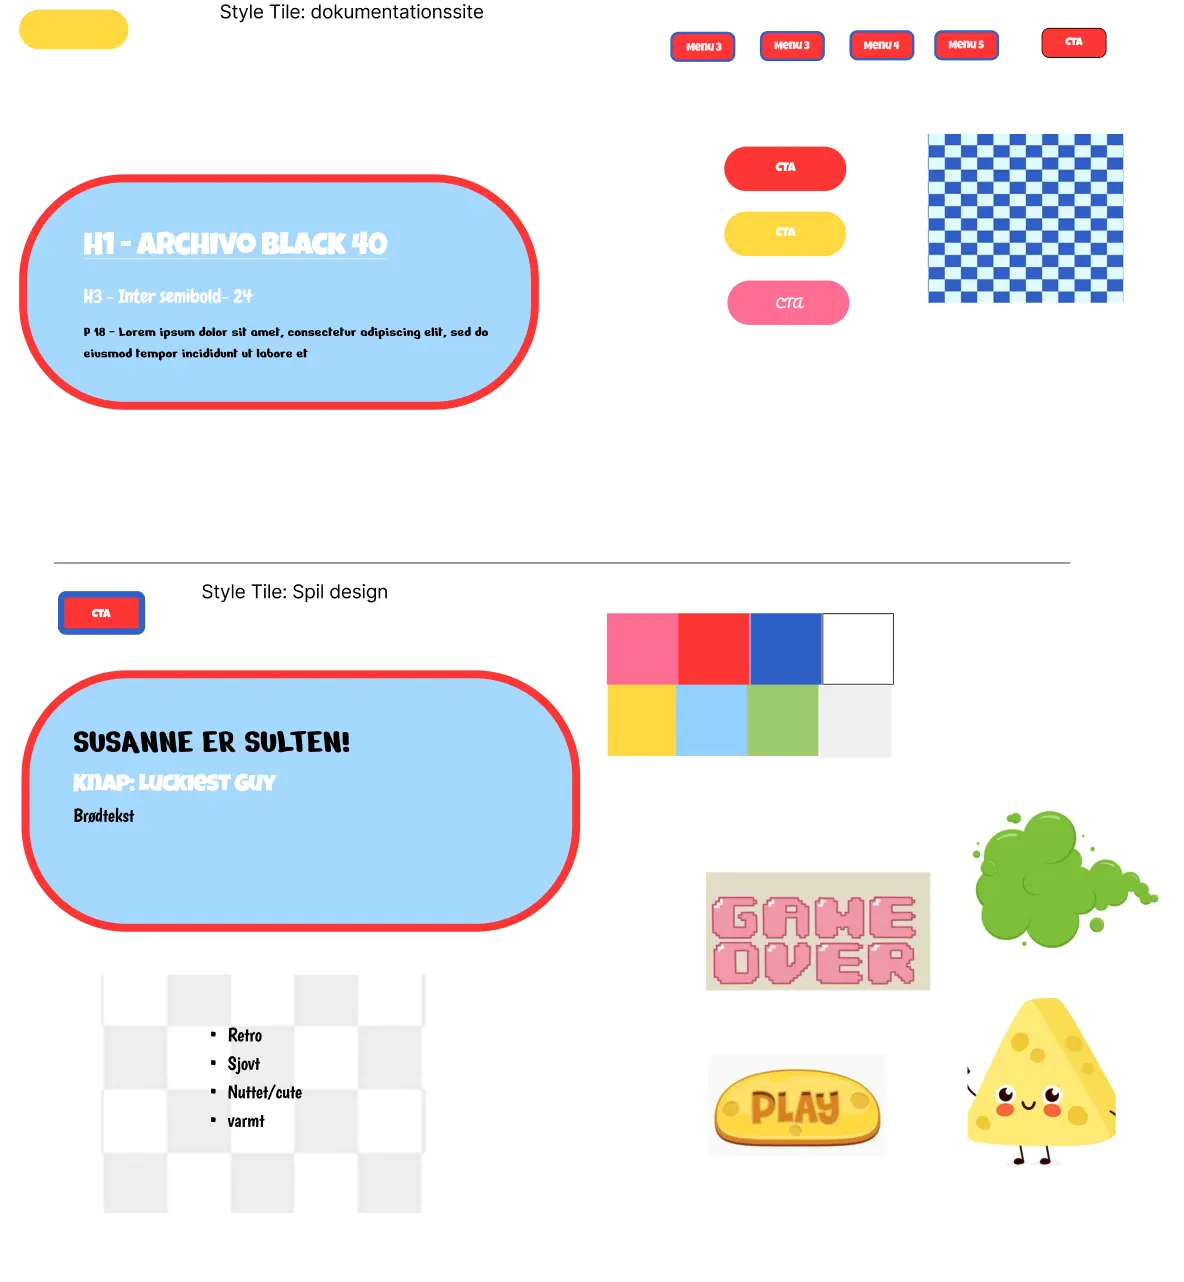 Style Tile: dokumentationssite
Menu 3
Menu 3
Menu 4
Menu 5
CTA
CTA
CTA
CTA
H1 - ARCHIVO BLACK 40
H3 - Inter semibold- 24
P 18 - Lorem ipsum dolor sit amet, consectetur adipiscing elit, sed do
eiusmod tempor incididunt ut labore et
Style Tile: Spil design
CTA
SUSANNE ER SULTEN!
Knap: Luckiest Guy
Brødtekst
GAME
OVER
▪ Retro
▪ Sjovt
▪ Nuttet/cute
▪ varmt
PLAY